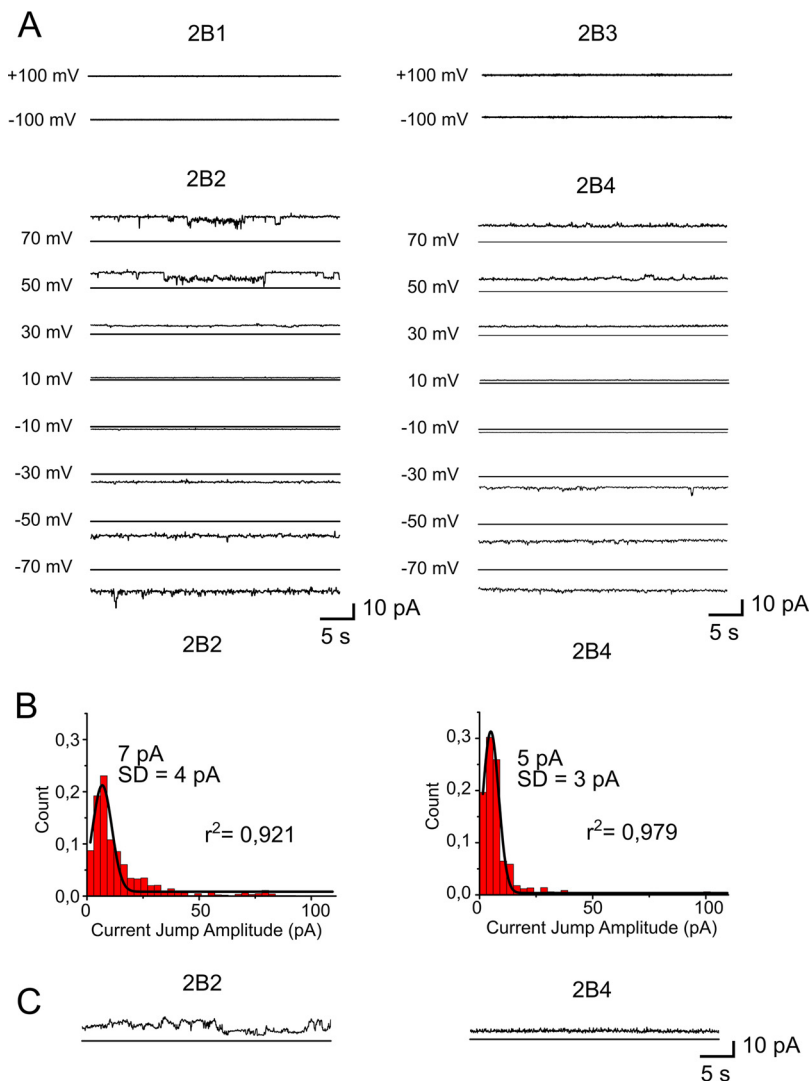 A
2B1
+100 mV
-100 mV
2B3
+100 mV
-100 mV
2B2
70 mV
50 mV
30 mV
10 mV
-10 mV
-30 mV
-50 mV
-70 mV
10 pA
5 s
2B4
70 mV
50 mV
30 mV
10 mV
-10 mV
-30 mV
-50 mV
-70 mV
10 pA
5 s
B
2B2
7 pA
SD = 4 pA
r²= 0,921
Count
0,3
0,2
0,1
0,0
0
50
100
Current Jump Amplitude (pA)
2B4
5 pA
SD = 3 pA
r²= 0,979
Count
0,3
0,2
0,1
0,0
0
50
100
Current Jump Amplitude (pA)
C
2B2
2B4
10 pA
5 s